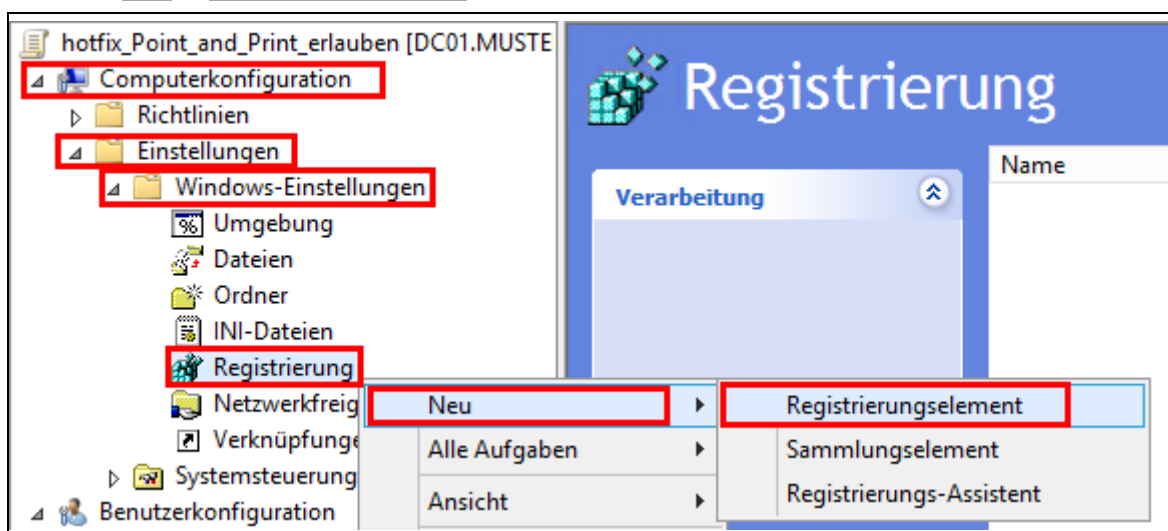 hotfix_Point_and_Print_erlauben [DC01.MUSTE
Computerkonfiguration
Richtlinien
Einstellungen
Windows-Einstellungen
Umgebung
Dateien
Ordner
INI-Dateien
Registrierung
Netzwerkfreig
Verknüpfunge
Systemsteuerung
Benutzerkonfiguration
Registrierung
Verarbeitung
Name
Neu
Alle Aufgaben
Ansicht
Registrierungselement
Sammlungselement
Registrierungs-Assistent